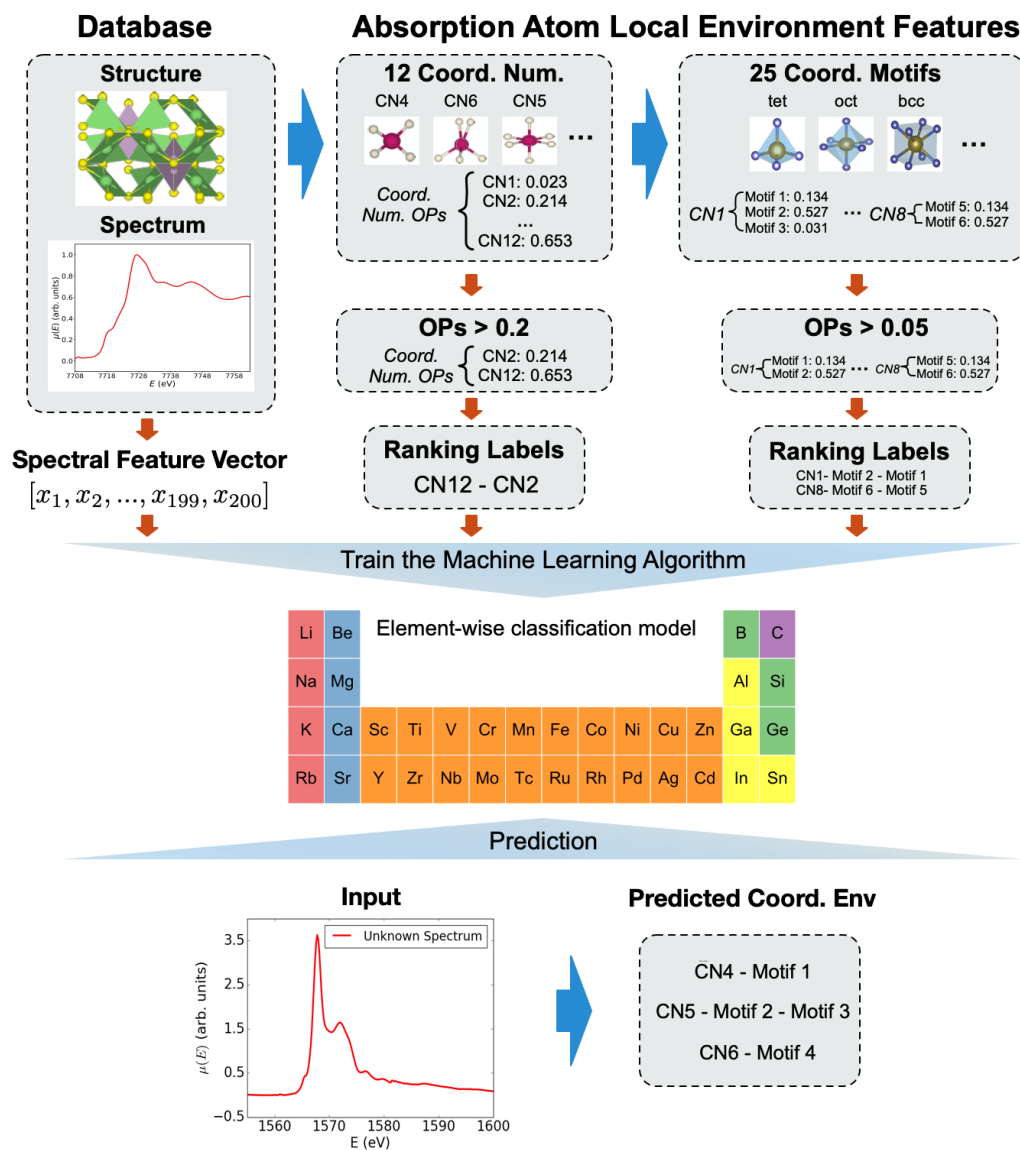 Database
Absorption Atom Local Environment Features
Structure
Spectrum
1.0
0.8
0.6
0.4
0.2
0.0
μ(E) (arb. units)
7708 7718 7728 7738 7748 7758
E (eV)
12 Coord. Num.
CN4 CN6 CN5
...
Coord.
Num. OPs
CN1: 0.023
CN2: 0.214
...
CN12: 0.653
25 Coord. Motifs
tet oct bcc
...
CN1
Motif 1: 0.134
Motif 2: 0.527
Motif 3: 0.031
...
CN8
Motif 5: 0.134
Motif 6: 0.527
OPs > 0.2
Coord.
Num. OPs
CN2: 0.214
CN12: 0.653
OPs > 0.05
CN1
Motif 1: 0.134
Motif 2: 0.527
...
CN8
Motif 5: 0.134
Motif 6: 0.527
Spectral Feature Vector
[x1, x2, ..., x199, x200]
Ranking Labels
CN12 - CN2
Ranking Labels
CN1- Motif 2 - Motif 1
CN8- Motif 6 - Motif 5
Train the Machine Learning Algorithm
Element-wise classification model
Li Be B C
Na Mg Al Si
K Ca Sc Ti V Cr Mn Fe Co Ni Cu Zn Ga Ge
Rb Sr Y Zr Nb Mo Tc Ru Rh Pd Ag Cd In Sn
Prediction
Input
Unknown Spectrum
3.5
2.5
1.5
0.5
−0.5
μ(E) (arb. units)
1560 1570 1580 1590 1600
E (eV)
Predicted Coord. Env
CN4 - Motif 1
CN5 - Motif 2 - Motif 3
CN6 - Motif 4